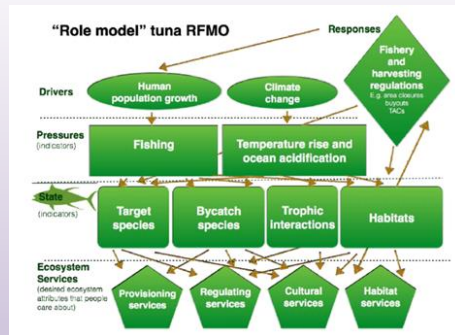 "Role model" tuna RFMO
Responses
Fishery and
harvesting
regulations
E.g. area closures
buycuts
TACs
Drivers
Human
population growth
Climate
change
Pressures
(indicators)
Fishing
Temperature rise and
ocean acidification
State
(indicators)
Target
species
Bycatch
species
Trophic
interactions
Habitats
Ecosystem
Services
(desired ecosystem
attributes that people
care about)
Provisioning
services
Regulating
services
Cultural
services
Habitat
services